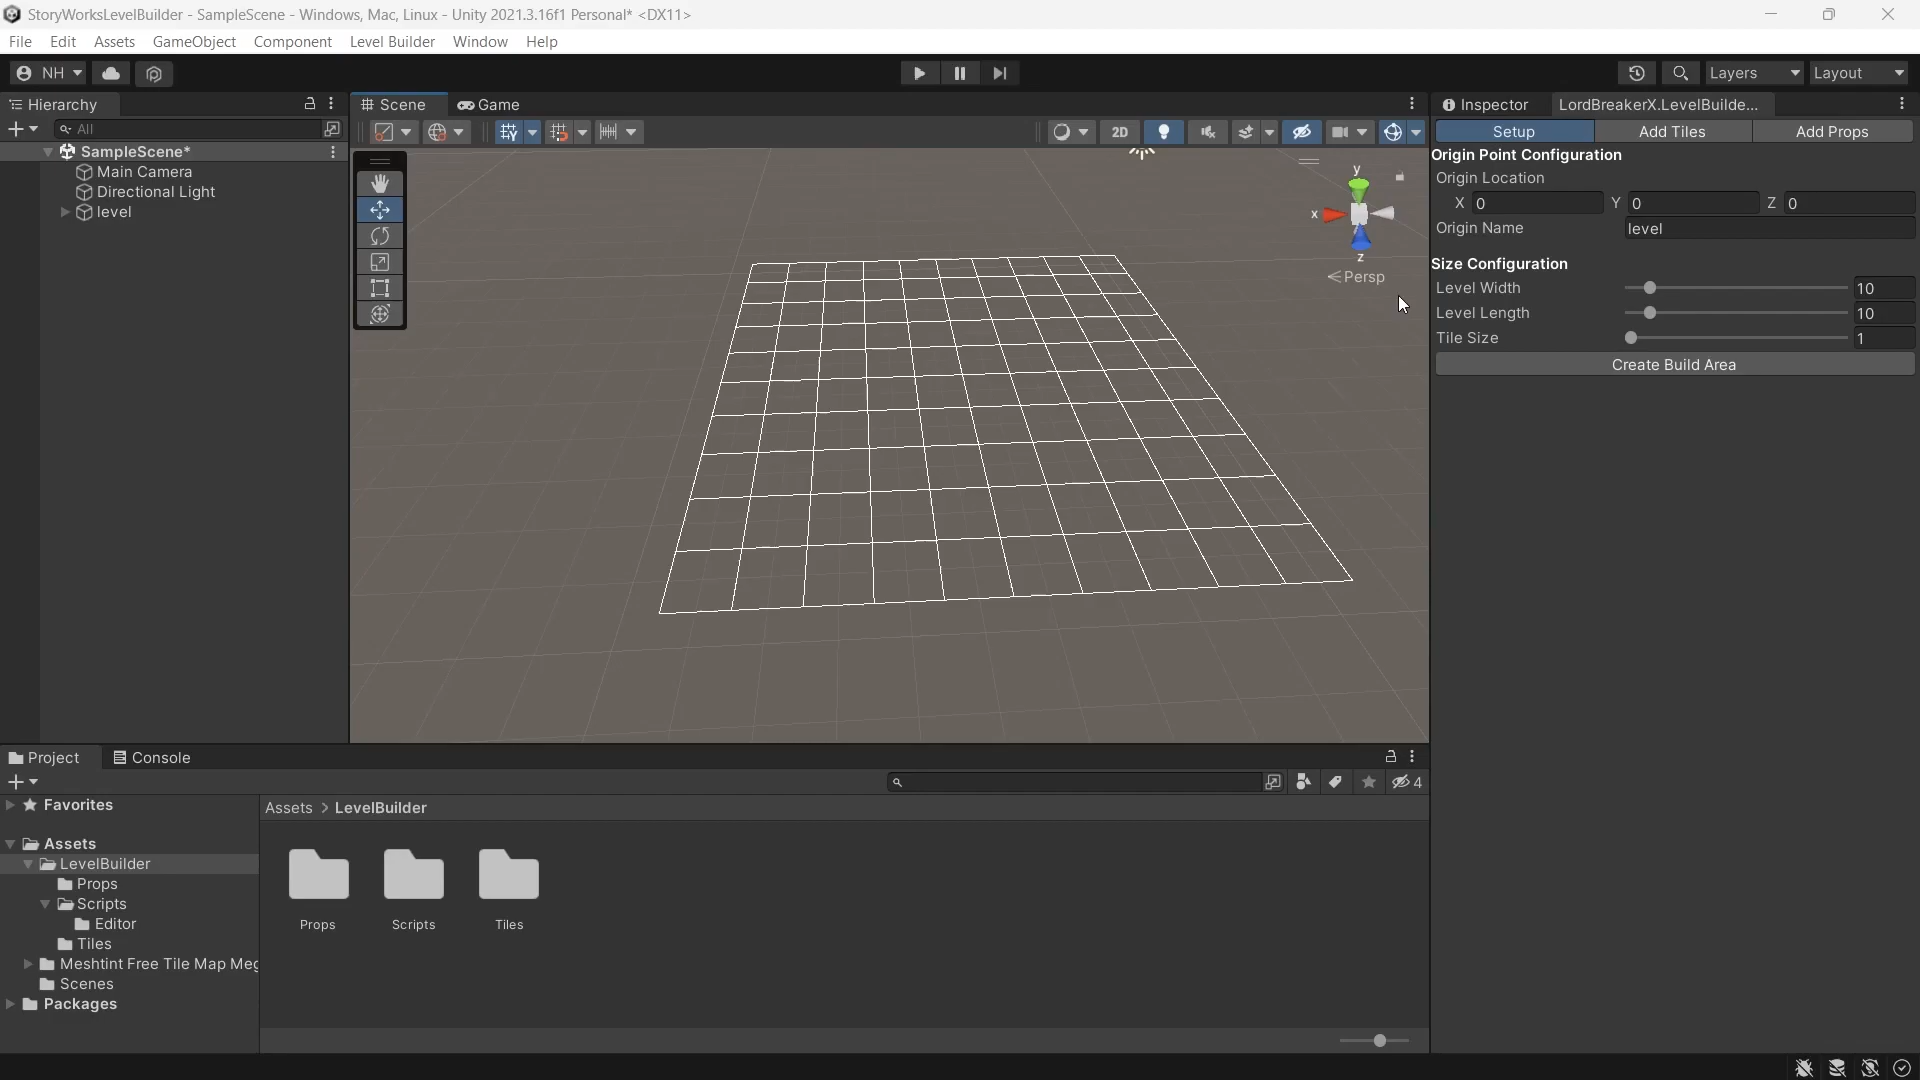 StoryWorksLevelBuilder - SampleScene - Windows, Mac, Linux - Unity 2021.3.16f1 Personal* <DX11>
File Edit Assets GameObject Component Level Builder Window Help
NH Layers Layout
Hierarchy
All
SampleScene*
Main Camera
Directional Light
level
Scene Game
2D
y
x
z
Persp
Inspector LordBreakerX.LevelBuilde...
Setup Add Tiles Add Props
Origin Point Configuration
Origin Location
X 0 Y 0 Z 0
Origin Name level
Size Configuration
Level Width 10
Level Length 10
Tile Size 1
Create Build Area
Project Console
4
Favorites
Assets
LevelBuilder
Props
Scripts
Editor
Tiles
Meshtint Free Tile Map Meg
Scenes
Packages
Assets > LevelBuilder
Props Scripts Tiles